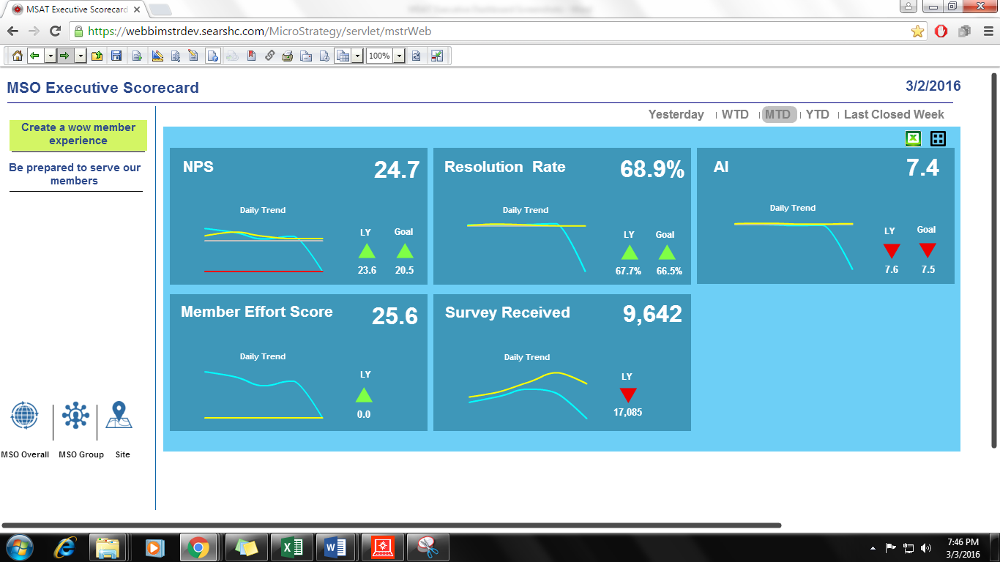 MSAT Executive Scorecard
https://webbimstrdev.searshc.com/MicroStrategy/servlet/mstrWeb
100%
MSO Executive Scorecard
3/2/2016
Yesterday
WTD
MTD
YTD
Last Closed Week
Create a wow member
experience
Be prepared to serve our
members
NPS
24.7
Daily Trend
LY
Goal
23.6
20.5
Resolution Rate
68.9%
Daily Trend
LY
Goal
67.7%
66.5%
AI
7.4
Daily Trend
LY
Goal
7.6
7.5
Member Effort Score
25.6
Daily Trend
LY
0.0
Survey Received
9,642
Daily Trend
LY
17,085
MSO Overall
MSO Group
Site
7:46 PM
3/3/2016